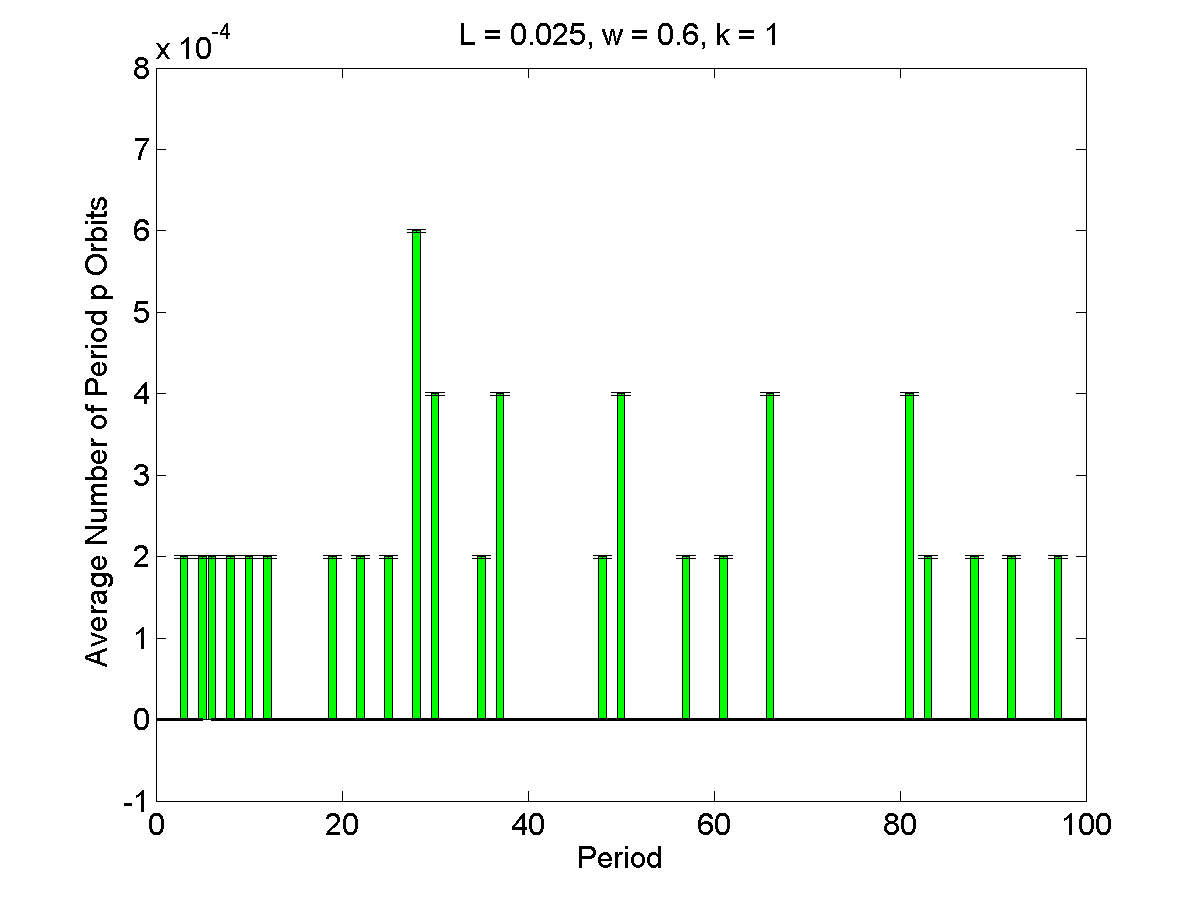 L = 0.025, w = 0.6, k = 1
x 10^-4
8
7
6
5
4
3
2
1
0
-1
Average Number of Period p Orbits
0 20 40 60 80 100
Period